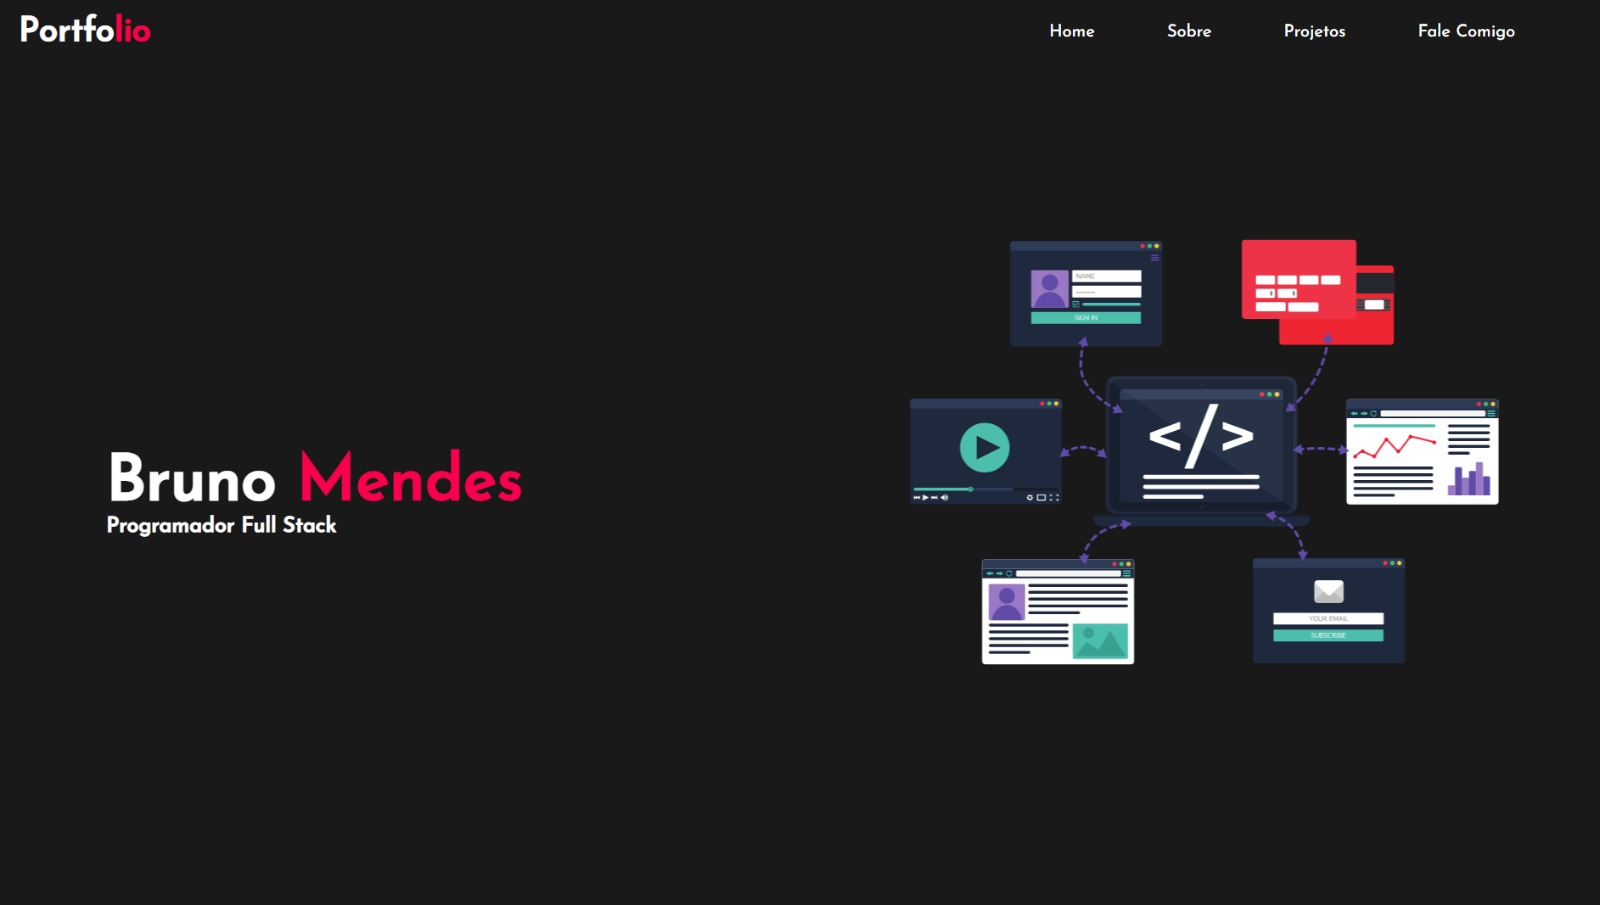 Portfolio
Home
Sobre
Projetos
Fale Comigo
NAME
SIGN IN
</>
Bruno Mendes
Programador Full Stack
YOUR EMAIL
SUBSCRIBE